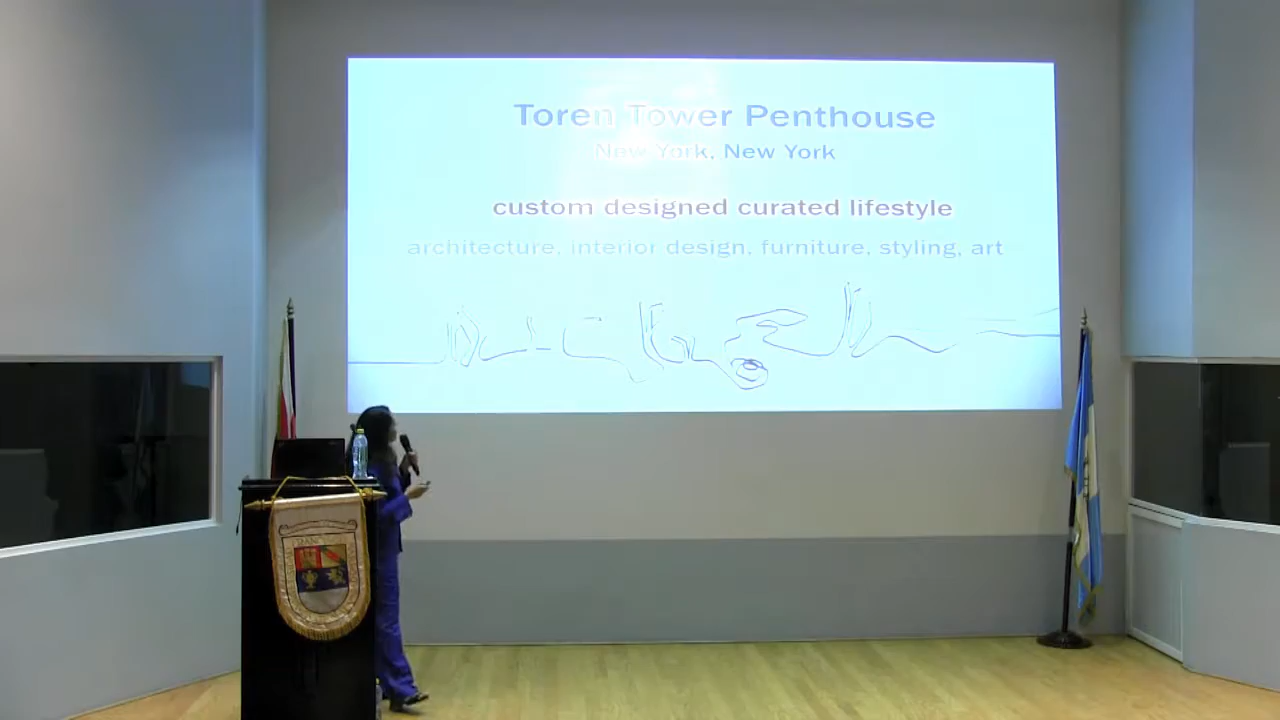 Toren Tower Penthouse
New York, New York
custom designed curated lifestyle
architecture, interior design, furniture, styling, art